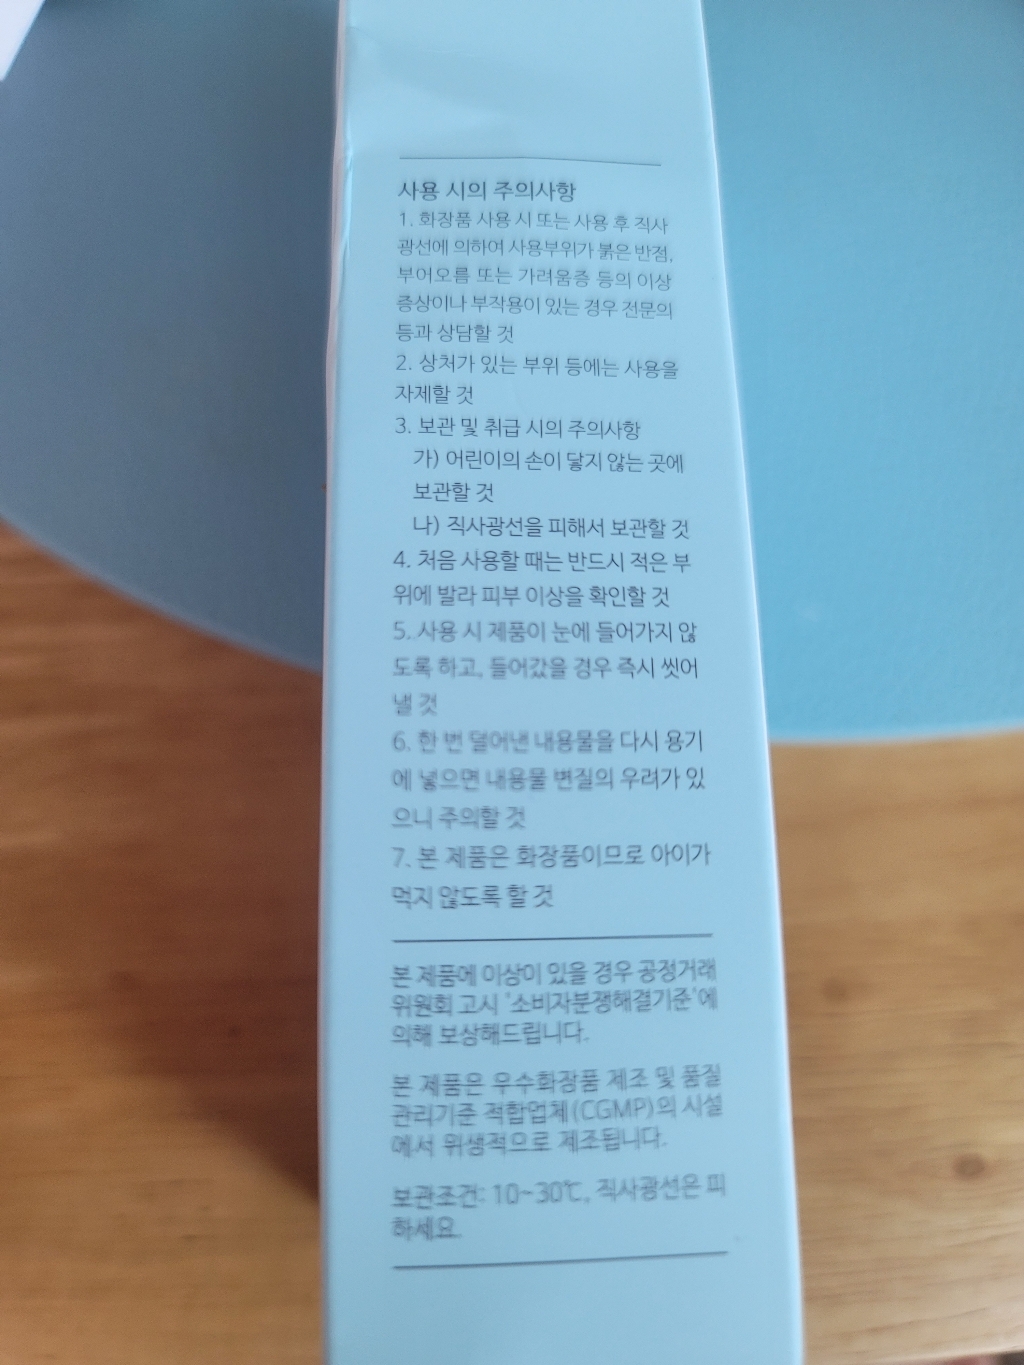 사용 시의 주의사항
1. 화장품 사용 시 또는 사용 후 직사
광선에 의하여 사용부위가 붉은 반점,
부어오름 또는 가려움증 등의 이상
증상이나 부작용이 있는 경우 전문의
등과 상담할 것
2. 상처가 있는 부위 등에는 사용을
자제할 것
3. 보관 및 취급 시의 주의사항
가) 어린이의 손이 닿지 않는 곳에
보관할 것
나) 직사광선을 피해서 보관할 것
4. 처음 사용할 때는 반드시 적은 부
위에 발라 피부 이상을 확인할 것
5. 사용 시 제품이 눈에 들어가지 않
도록 하고, 들어갔을 경우 즉시 씻어
낼 것
6. 한 번 덜어낸 내용물을 다시 용기
에 넣으면 내용물 변질의 우려가 있
으니 주의할 것
7. 본 제품은 화장품이므로 아이가
먹지 않도록 할 것
본 제품에 이상이 있을 경우 공정거래
위원회 고시 '소비자분쟁해결기준'에
의해 보상해드립니다.
본 제품은 우수화장품 제조 및 품질
관리기준 적합업체(CGMP)의 시설
에서 위생적으로 제조됩니다.
보관조건: 10~30℃, 직사광선은 피
하세요.